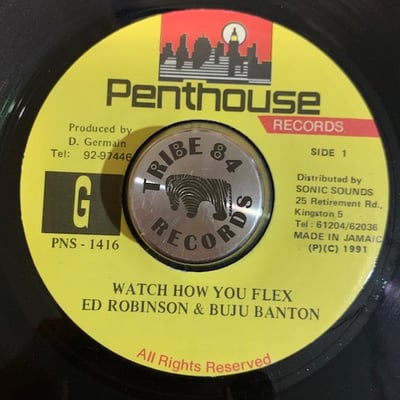 Penthouse
RECORDS
Produced by
D. Germain
Tel: 92-97446
SIDE 1
Distributed by
SONIC SOUNDS
25 Retirement Rd.,
Kingston 5
Tel: 61204/62036
MADE IN JAMAIC
(P)(C) 1991
TRIBE 84
RECORDS
G
PNS - 1416
WATCH HOW YOU FLEX
ED ROBINSON & BUJU BANTON
All Rights Reserved